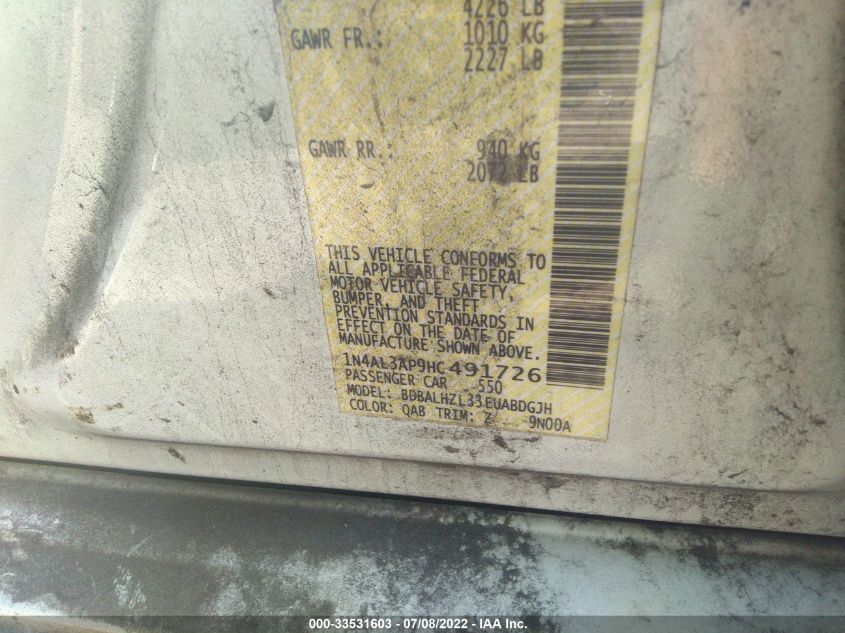 4226 LB
GAWR FR.: 1010 KG
2227 LB
GAWR RR.: 940 KG
2072 LB
THIS VEHICLE CONFORMS TO
ALL APPLICABLE FEDERAL
MOTOR VEHICLE SAFETY,
BUMPER, AND THEFT
PREVENTION STANDARDS IN
EFFECT ON THE DATE OF
MANUFACTURE SHOWN ABOVE.
1N4AL3AP9HC491726
PASSENGER CAR 550
MODEL: BDBALHZL33EUABDGJH
COLOR: QAB TRIM: Z 9N00A
000-33531603 - 07/08/2022 - IAA Inc.